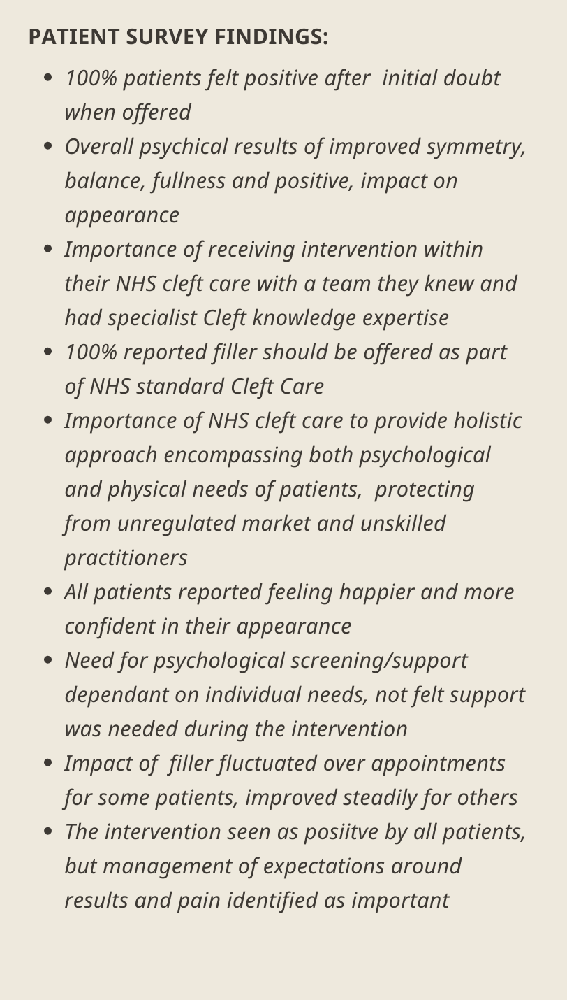 PATIENT SURVEY FINDINGS:
• 100% patients felt positive after  initial doubt
when offered
• Overall psychical results of improved symmetry,
balance, fullness and positive, impact on
appearance
• Importance of receiving intervention within
their NHS cleft care with a team they knew and
had specialist Cleft knowledge expertise
• 100% reported filler should be offered as part
of NHS standard Cleft Care
• Importance of NHS cleft care to provide holistic
approach encompassing both psychological
and physical needs of patients,  protecting
from unregulated market and unskilled
practitioners
• All patients reported feeling happier and more
confident in their appearance
• Need for psychological screening/support
dependant on individual needs, not felt support
was needed during the intervention
• Impact of  filler fluctuated over appointments
for some patients, improved steadily for others
• The intervention seen as posiitve by all patients,
but management of expectations around
results and pain identified as important